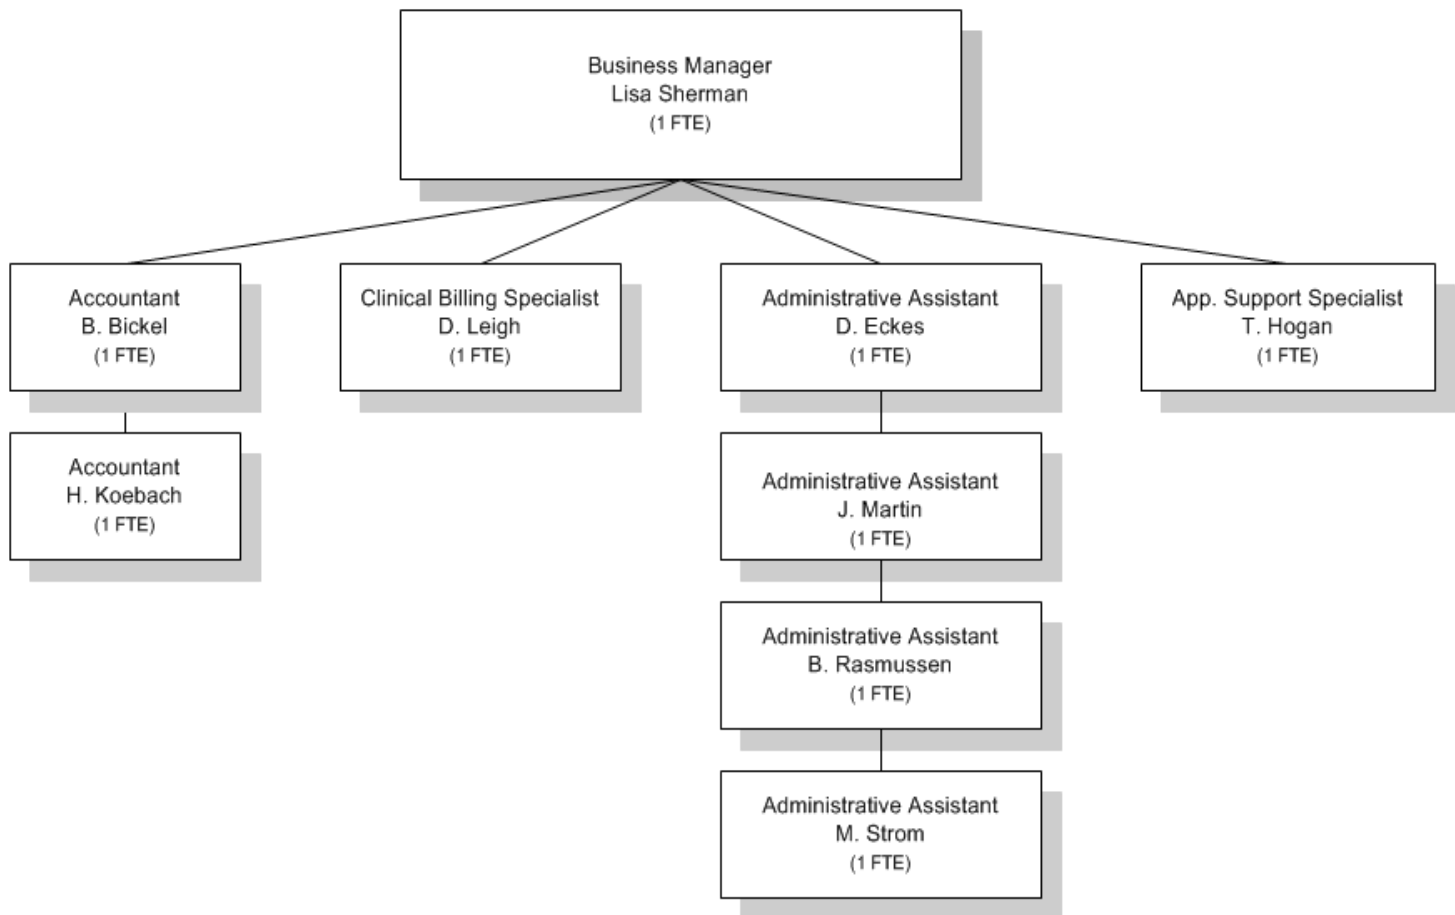 Business Manager
Lisa Sherman
(1 FTE)
Accountant
B. Bickel
(1 FTE)
Clinical Billing Specialist
D. Leigh
(1 FTE)
Administrative Assistant
D. Eckes
(1 FTE)
App. Support Specialist
T. Hogan
(1 FTE)
Accountant
H. Koebach
(1 FTE)
Administrative Assistant
J. Martin
(1 FTE)
Administrative Assistant
B. Rasmussen
(1 FTE)
Administrative Assistant
M. Strom
(1 FTE)